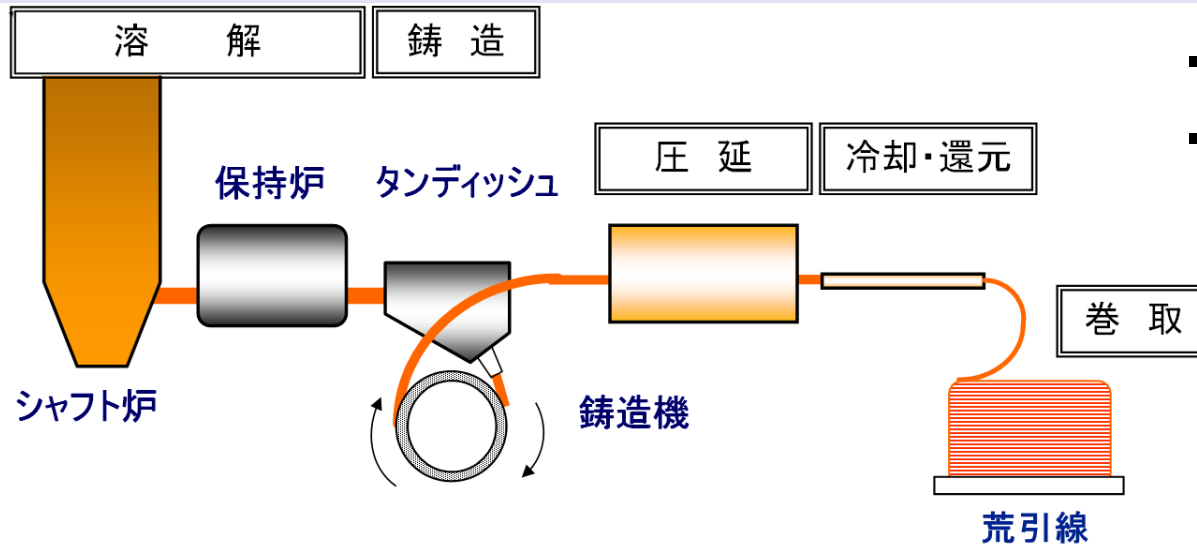 溶 解
鋳 造
圧 延
冷却・還元
保持炉
タンディッシュ
巻 取
シャフト炉
鋳造機
荒引線